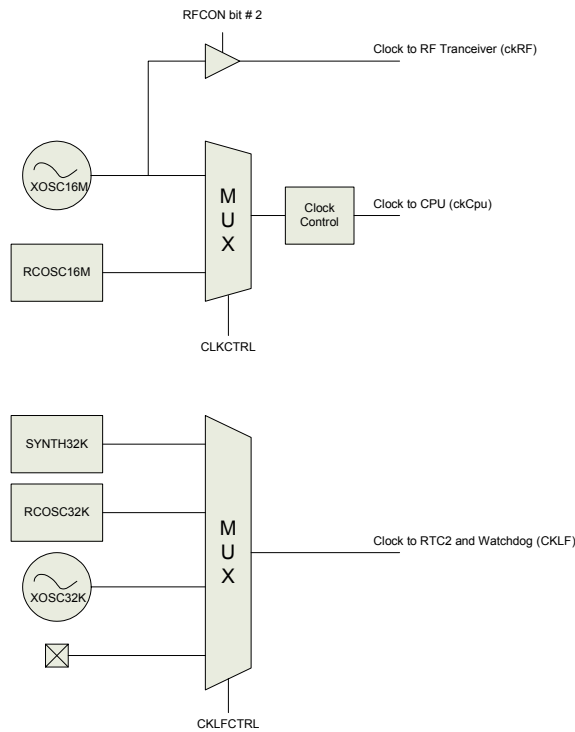 RFCON bit # 2
Clock to RF Tranceiver (ckRF)
XOSC16M
M
U
X
Clock
Control
Clock to CPU (ckCpu)
RCOSC16M
CLKCTRL
SYNTH32K
RCOSC32K
M
U
X
Clock to RTC2 and Watchdog (CKLF)
XOSC32K
CKLFCTRL